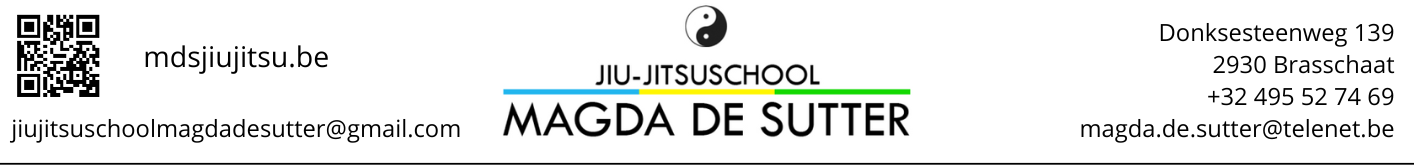 mdsjiujitsu.be
jiujitsuschoolmagdadesutter@gmail.com
JIU-JITSUSCHOOL
MAGDA DE SUTTER
Donksesteenweg 139
2930 Brasschaat
+32 495 52 74 69
magda.de.sutter@telenet.be